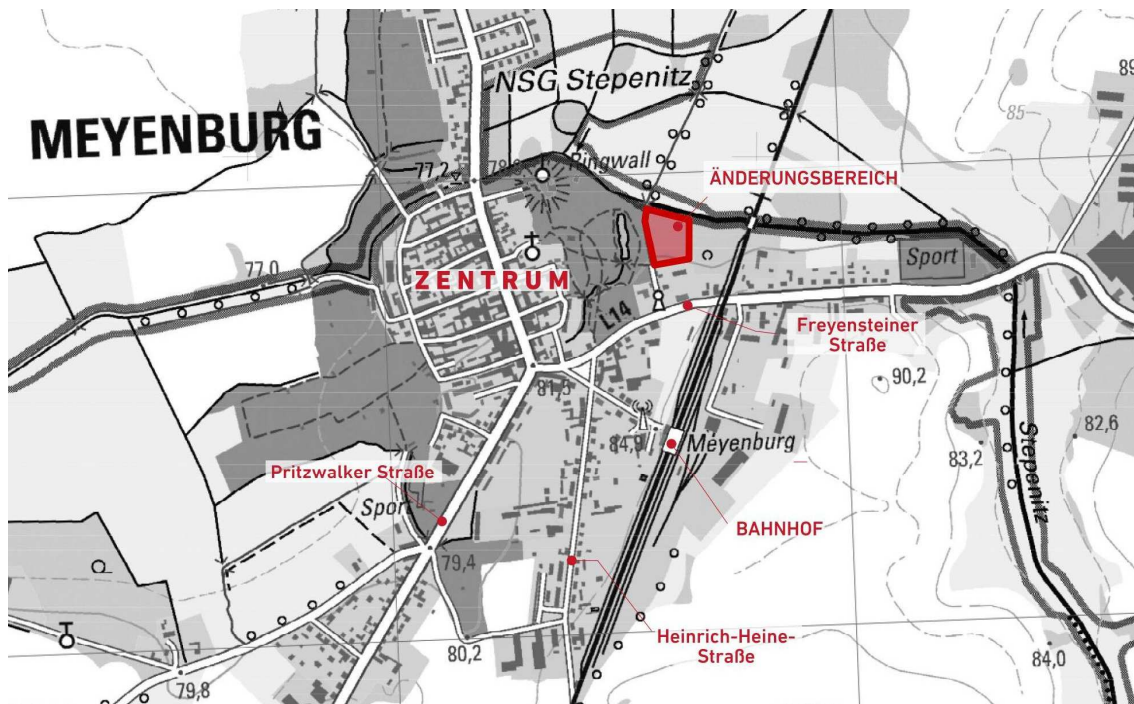 89
NSG Stepenitz
85
MEYENBURG
77,2
Ringwall
ÄNDERUNGSBEREICH
77,0
ZENTRUM
Sport
L14
Freyensteiner
Straße
81,5
90,2
82,6
Meyenburg
83,2
Pritzwalker Straße
Stepenitz
Sport
BAHNHOF
79,4
Heinrich-Heine-
Straße
80,2
84,0
79,8